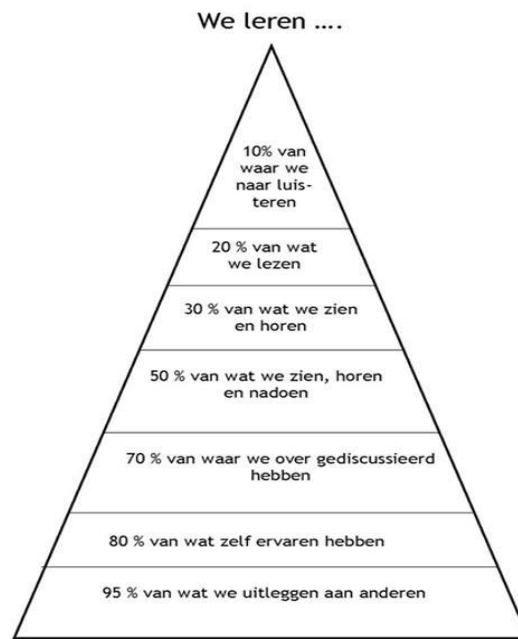 We leren ....
10% van
waar we
naar luis-
teren
20 % van wat
we lezen
30 % van wat we zien
en horen
50 % van wat we zien, horen
en nadoen
70 % van waar we over gediscussieerd
hebben
80 % van wat zelf ervaren hebben
95 % van wat we uitleggen aan anderen